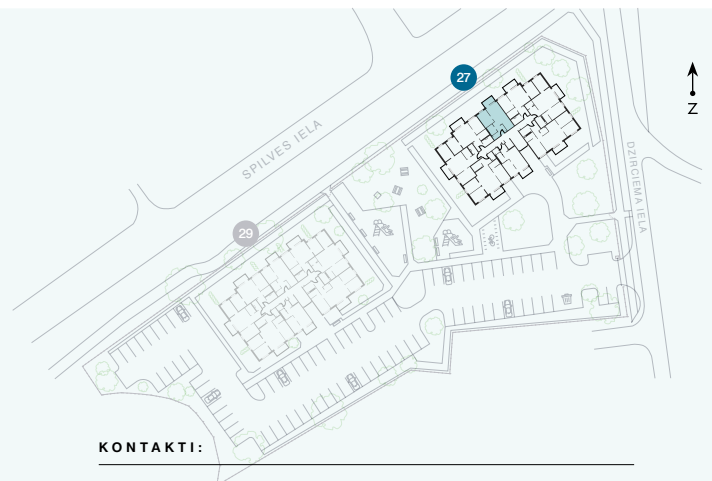 27
Z
SPILVES IELA
DZIRCIEMA IELA
29
KONTAKTI: